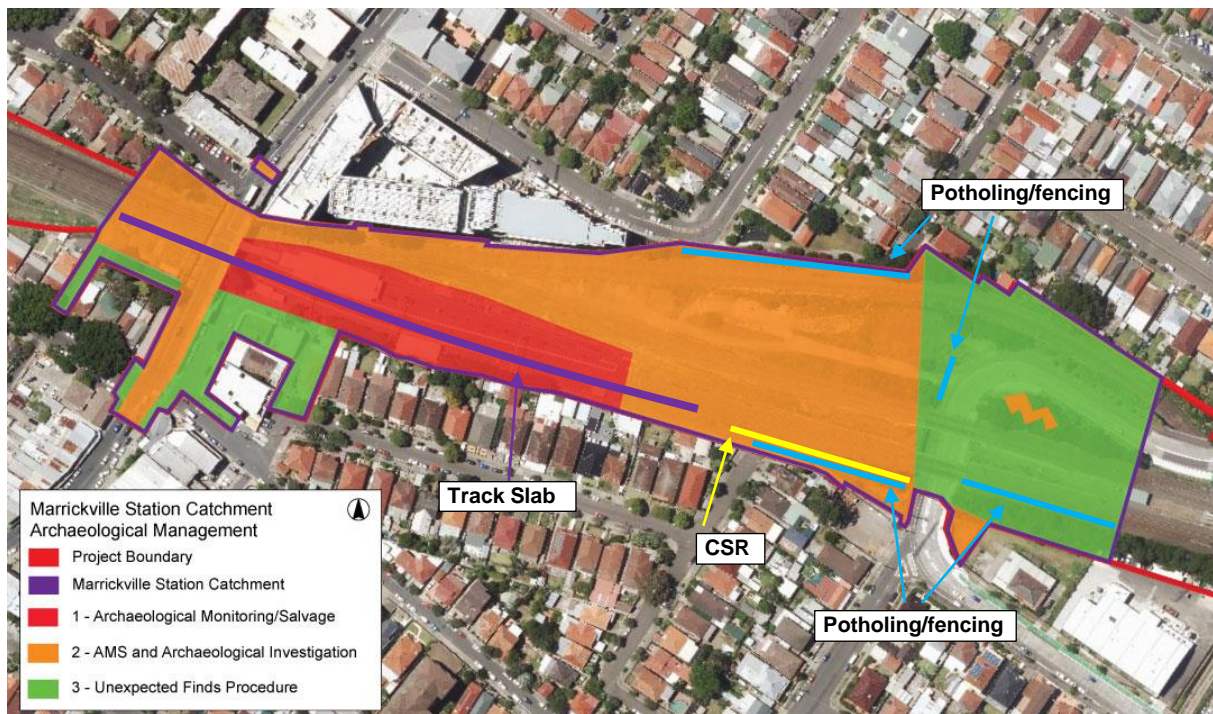 Potholing/fencing
Track Slab
CSR
Potholing/fencing
Marrickville Station Catchment
Archaeological Management
Project Boundary
Marrickville Station Catchment
1 - Archaeological Monitoring/Salvage
2 - AMS and Archaeological Investigation
3 - Unexpected Finds Procedure